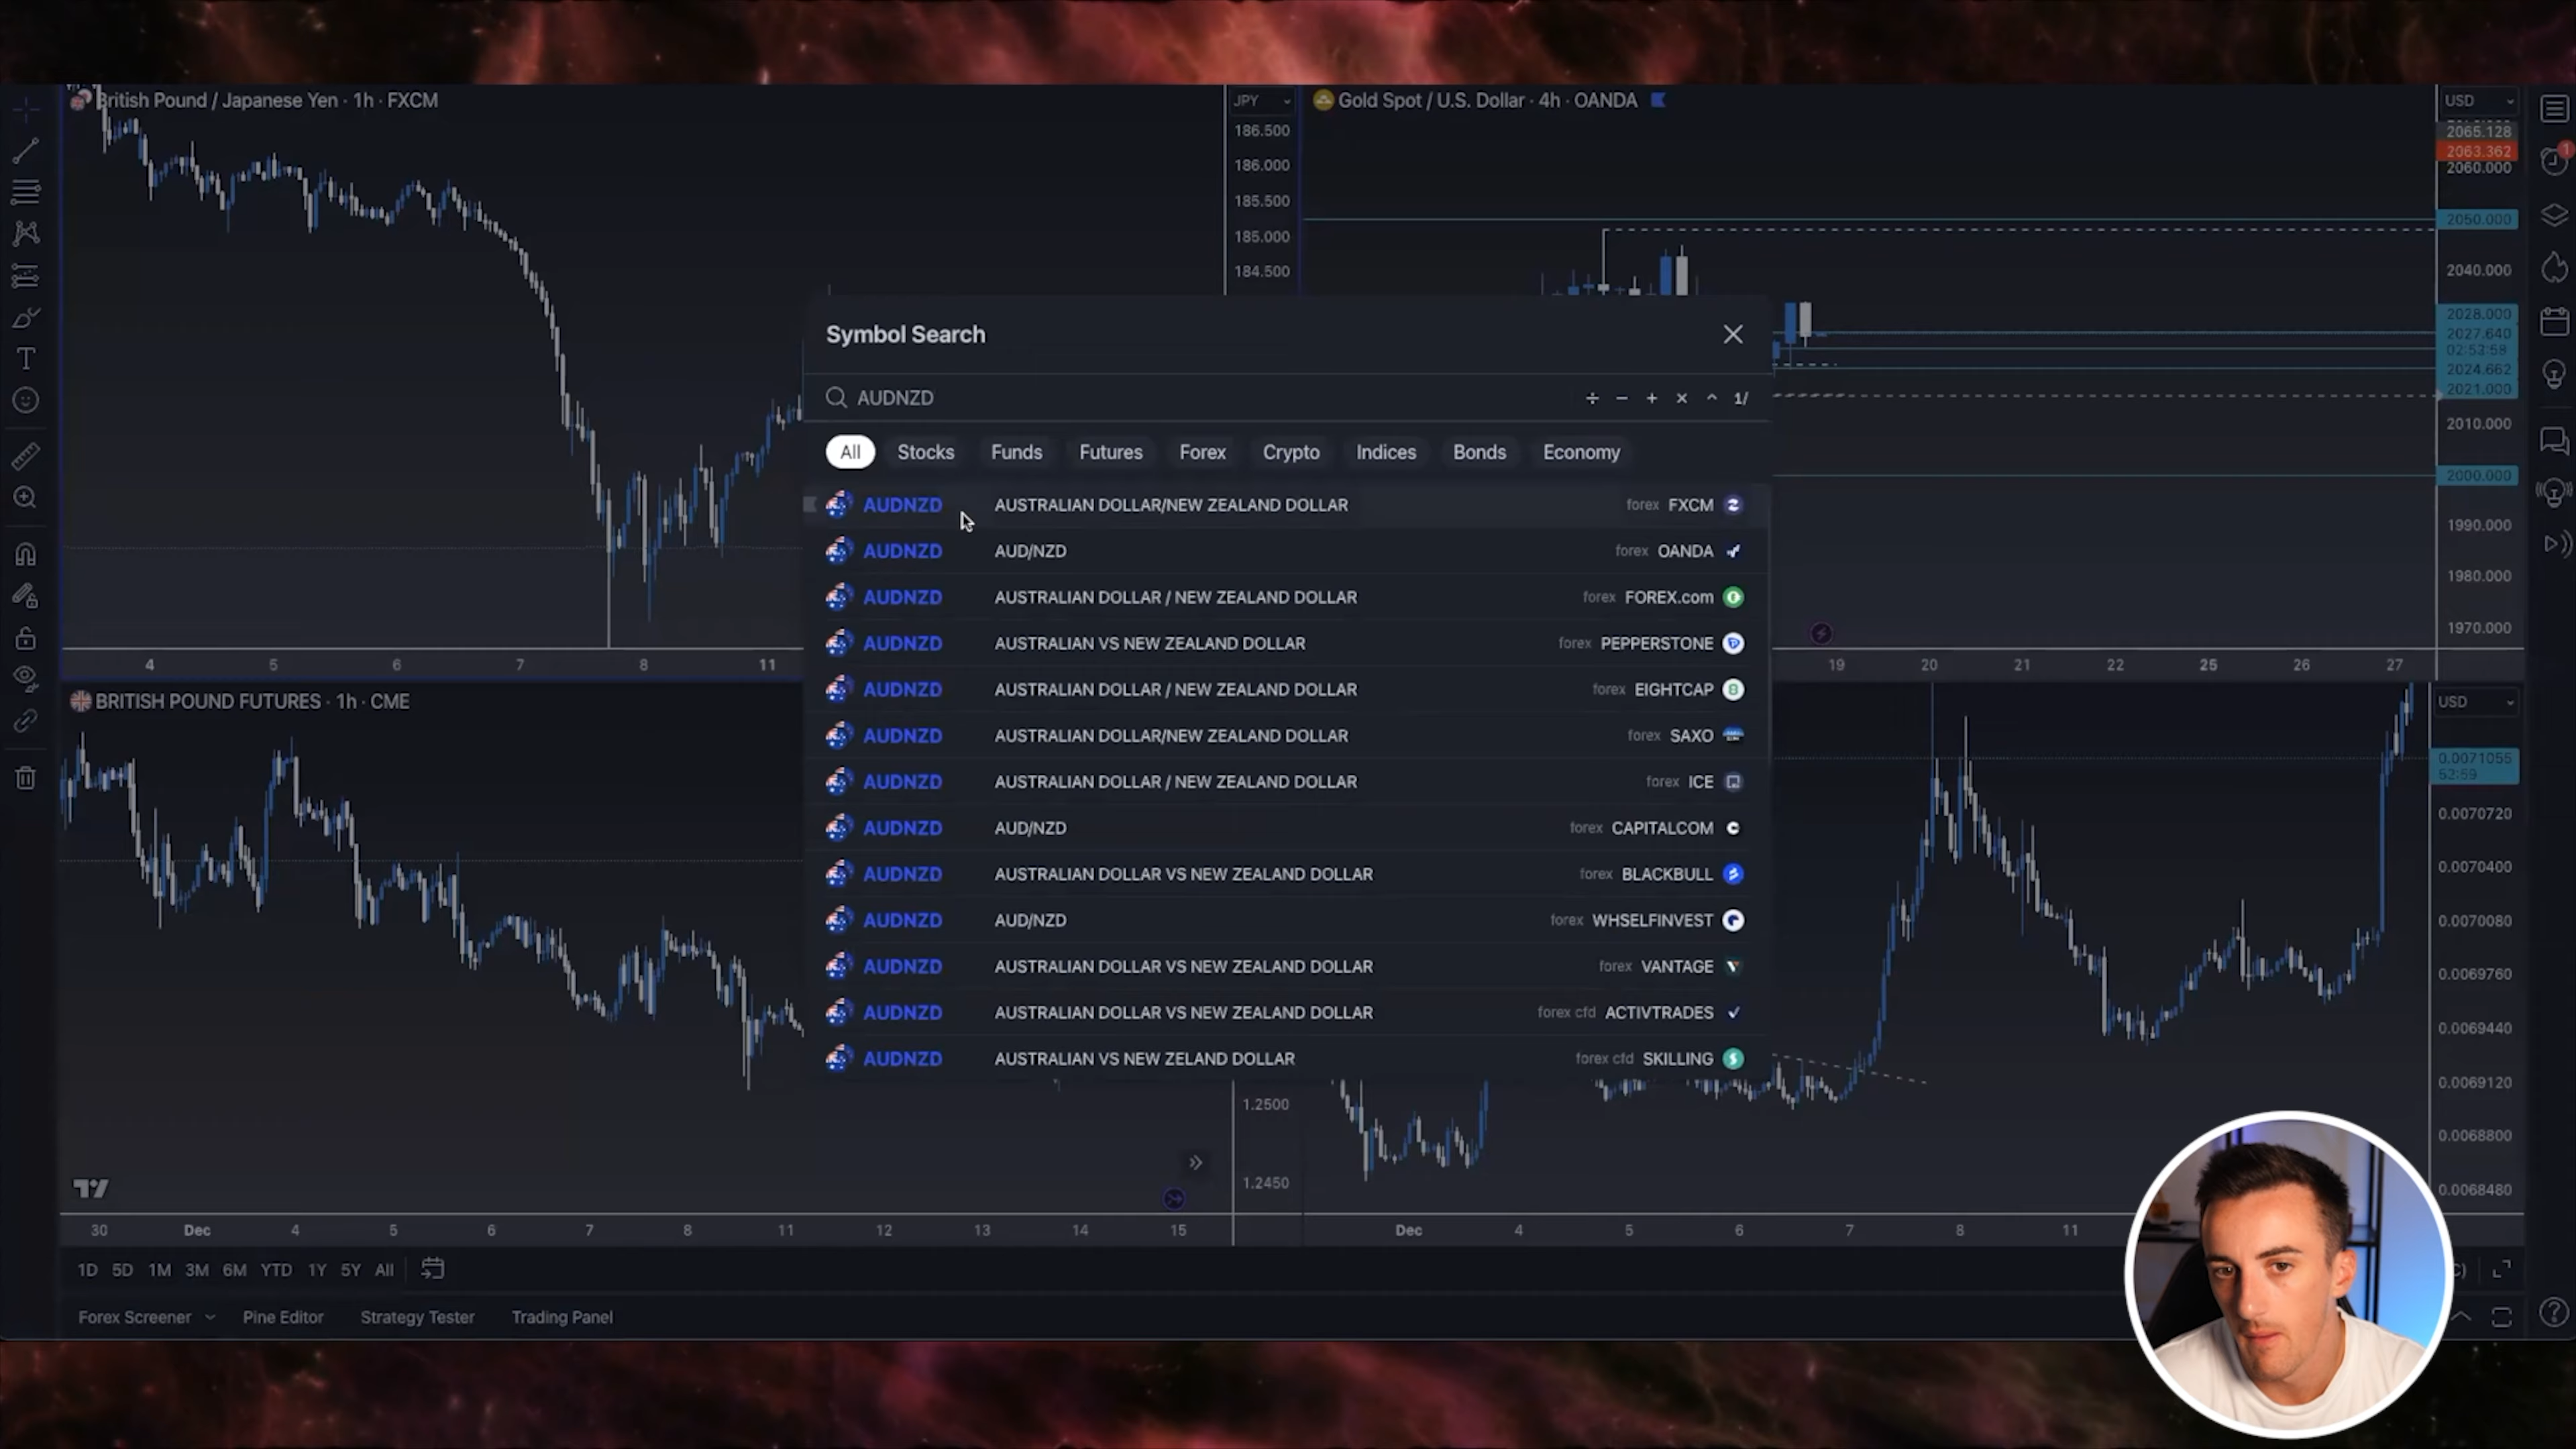 British Pound / Japanese Yen · 1h · FXCM
JPY
186.500
186.000
185.500
185.000
184.500
Gold Spot / U.S. Dollar · 4h · OANDA
USD
2065.128
2063.362
2060.000
2050.000
2040.000
2028.000
2027.640
02:53:58
2024.662
2021.000
2010.000
2000.000
1990.000
1980.000
1970.000
1
Symbol Search
AUDNZD
÷ − + × ^ 1/
All Stocks Funds Futures Forex Crypto Indices Bonds Economy
AUDNZD AUSTRALIAN DOLLAR/NEW ZEALAND DOLLAR forex FXCM
AUDNZD AUD/NZD forex OANDA
AUDNZD AUSTRALIAN DOLLAR / NEW ZEALAND DOLLAR forex FOREX.com
AUDNZD AUSTRALIAN VS NEW ZEALAND DOLLAR forex PEPPERSTONE
AUDNZD AUSTRALIAN DOLLAR / NEW ZEALAND DOLLAR forex EIGHTCAP
AUDNZD AUSTRALIAN DOLLAR/NEW ZEALAND DOLLAR forex SAXO
AUDNZD AUSTRALIAN DOLLAR / NEW ZEALAND DOLLAR forex ICE
AUDNZD AUD/NZD forex CAPITALCOM
AUDNZD AUSTRALIAN DOLLAR VS NEW ZEALAND DOLLAR forex BLACKBULL
AUDNZD AUD/NZD forex WHSELFINVEST
AUDNZD AUSTRALIAN DOLLAR VS NEW ZEALAND DOLLAR forex VANTAGE
AUDNZD AUSTRALIAN DOLLAR VS NEW ZEALAND DOLLAR forex cfd ACTIVTRADES
AUDNZD AUSTRALIAN VS NEW ZELAND DOLLAR forex cfd SKILLING
4 5 6 7 8 11
19 20 21 22 25 26 27
BRITISH POUND FUTURES · 1h · CME
1.2500
1.2450
USD
0.0071055
52:59
0.0070720
0.0070400
0.0070080
0.0069760
0.0069440
0.0069120
0.0068800
0.0068480
30 Dec 4 5 6 7 8 11 12 13 14 15
Dec 4 5 6 7 8 11
1D 5D 1M 3M 6M YTD 1Y 5Y All
Forex Screener Pine Editor Strategy Tester Trading Panel